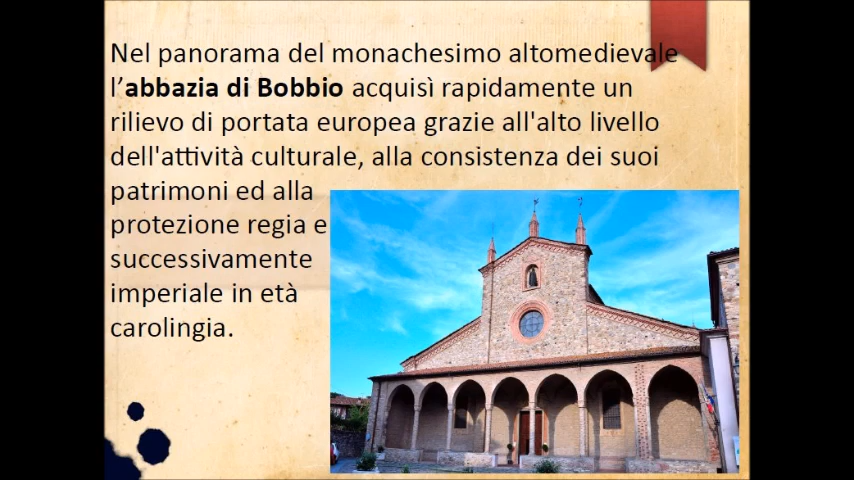 Nel panorama del monachesimo altomedievale
l’abbazia di Bobbio acquisì rapidamente un
rilievo di portata europea grazie all'alto livello
dell'attività culturale, alla consistenza dei suoi
patrimoni ed alla
protezione regia e
successivamente
imperiale in età
carolingia.